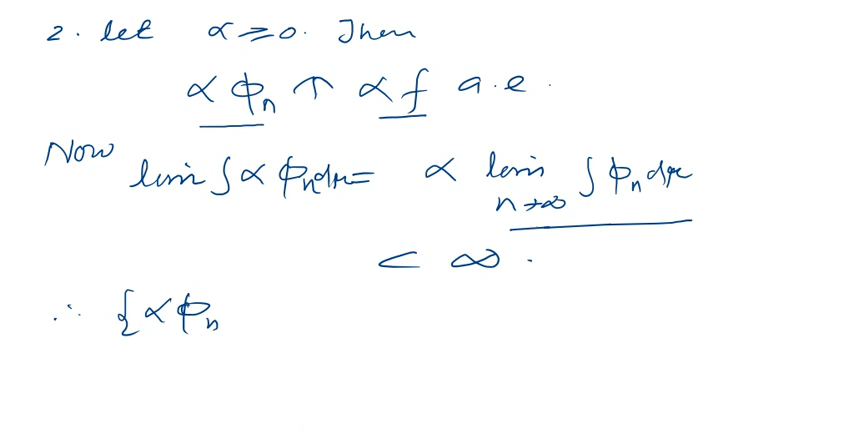 2. let α ≥ 0. Then
α φₙ ↑ α f a.e.
Now lim ∫ α φₙ dμ = α lim ∫ φₙ dμ
n→∞
< ∞.
∴ {α φₙ